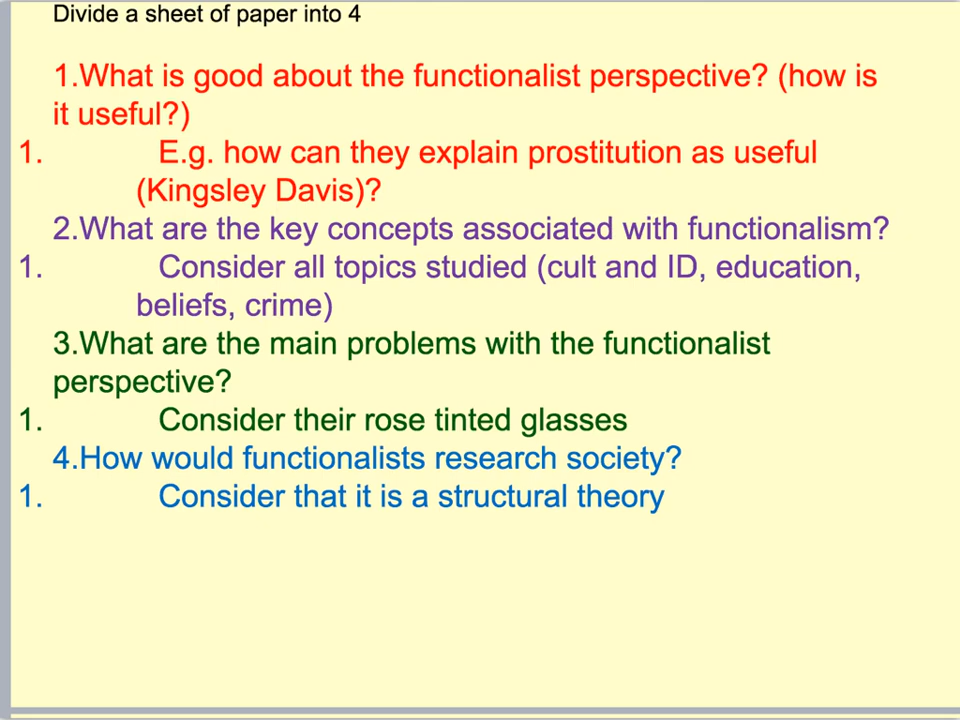 Divide a sheet of paper into 4
1.What is good about the functionalist perspective? (how is
it useful?)
1. E.g. how can they explain prostitution as useful
(Kingsley Davis)?
2.What are the key concepts associated with functionalism?
1. Consider all topics studied (cult and ID, education,
beliefs, crime)
3.What are the main problems with the functionalist
perspective?
1. Consider their rose tinted glasses
4.How would functionalists research society?
1. Consider that it is a structural theory